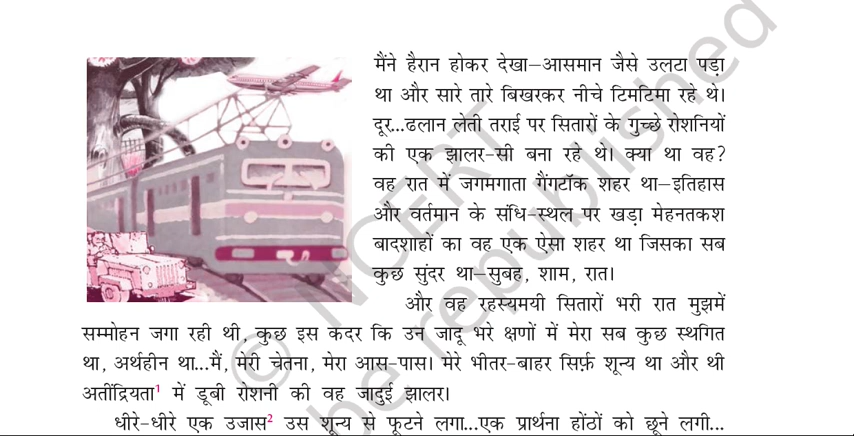 मैंने हैरान होकर देखा—आसमान जैसे उलटा पड़ा
था और सारे तारे बिखरकर नीचे टिमटिमा रहे थे।
दूर...ढलान लेती तराई पर सितारों के गुच्छे रोशनियों
की एक झालर-सी बना रहे थे। क्या था वह?
वह रात में जगमगाता गैंगटॉक शहर था—इतिहास
और वर्तमान के संधि-स्थल पर खड़ा मेहनतकश
बादशाहों का वह एक ऐसा शहर था जिसका सब
कुछ सुंदर था—सुबह, शाम, रात।
और वह रहस्यमयी सितारों भरी रात मुझमें
सम्मोहन जगा रही थी, कुछ इस कदर कि उन जादू भरे क्षणों में मेरा सब कुछ स्थगित
था, अर्थहीन था...मैं, मेरी चेतना, मेरा आस-पास। मेरे भीतर-बाहर सिर्फ़ शून्य था और थी
अतींद्रियता1 में डूबी रोशनी की वह जादुई झालर।
धीरे-धीरे एक उजास2 उस शून्य से फूटने लगा...एक प्रार्थना होंठों को छूने लगी...
© NCERT
be republished